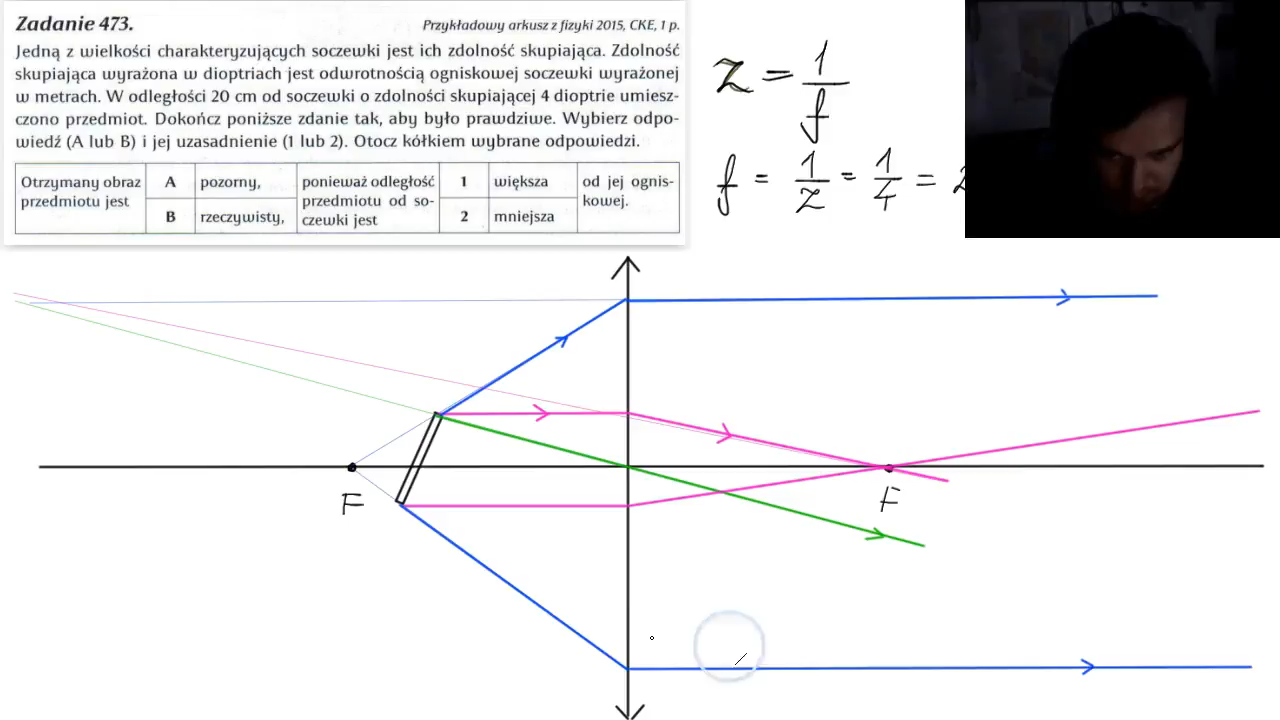 Zadanie 473.
Przykładowy arkusz z fizyki 2015, CKE, 1 p.
Jedną z wielkości charakteryzujących soczewki jest ich zdolność skupiająca. Zdolność
skupiająca wyrażona w dioptriach jest odwrotnością ogniskowej soczewki wyrażonej
w metrach. W odległości 20 cm od soczewki o zdolności skupiającej 4 dioptrie umiesz-
czono przedmiot. Dokończ poniższe zdanie tak, aby było prawdziwe. Wybierz odpo-
wiedź (A lub B) i jej uzasadnienie (1 lub 2). Otocz kółkiem wybrane odpowiedzi.
Otrzymany obraz
przedmiotu jest
A pozorny,
B rzeczywisty,
ponieważ odległość
przedmiotu od so-
czewki jest
1 większa
2 mniejsza
od jej ognis-
kowej.
Z = 1/f
f = 1/Z = 1/4 = 2
F
F